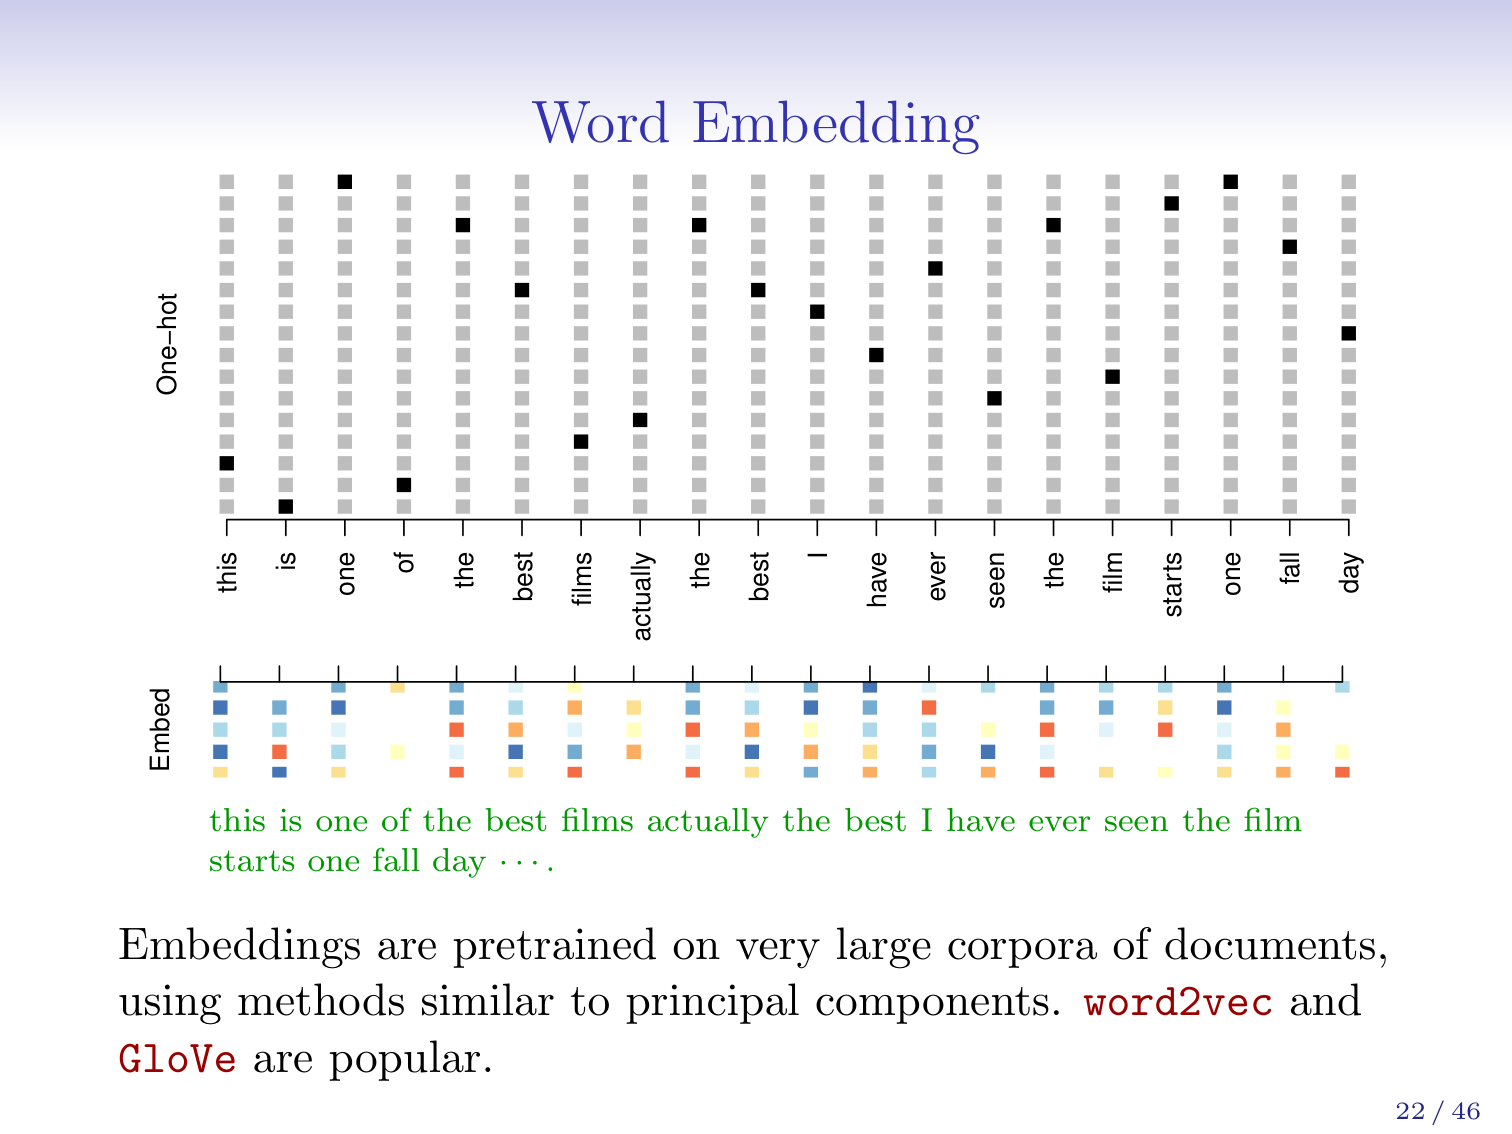 Word Embedding
One−hot
this
is
one
of
the
best
films
actually
the
best
I
have
ever
seen
the
film
starts
one
fall
day
Embed
this is one of the best films actually the best I have ever seen the film
starts one fall day · · · .
Embeddings are pretrained on very large corpora of documents,
using methods similar to principal components. word2vec and
GloVe are popular.
22 / 46